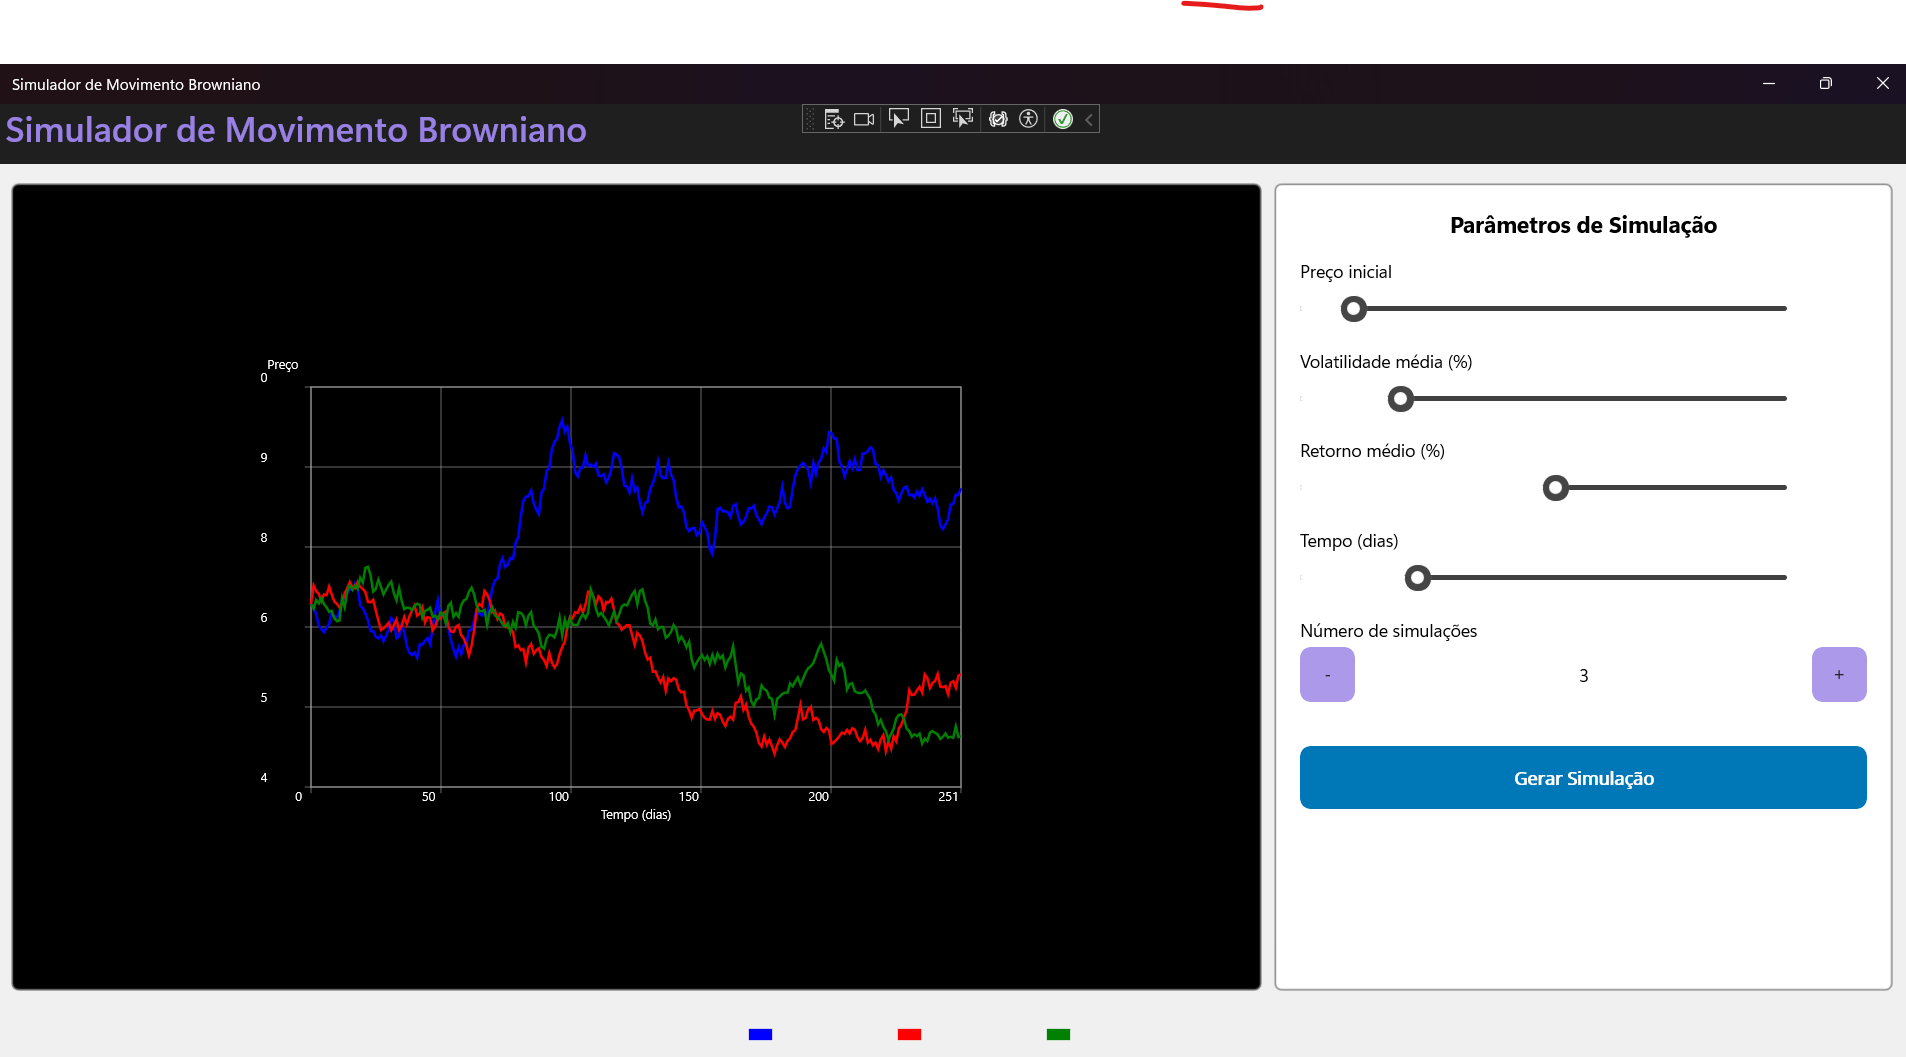 Simulador de Movimento Browniano
Simulador de Movimento Browniano
Preço
0
9
8
6
5
4
0 50 100 150 200 251
Tempo (dias)
Parâmetros de Simulação
Preço inicial
Volatilidade média (%)
Retorno médio (%)
Tempo (dias)
Número de simulações
- 3 +
Gerar Simulação